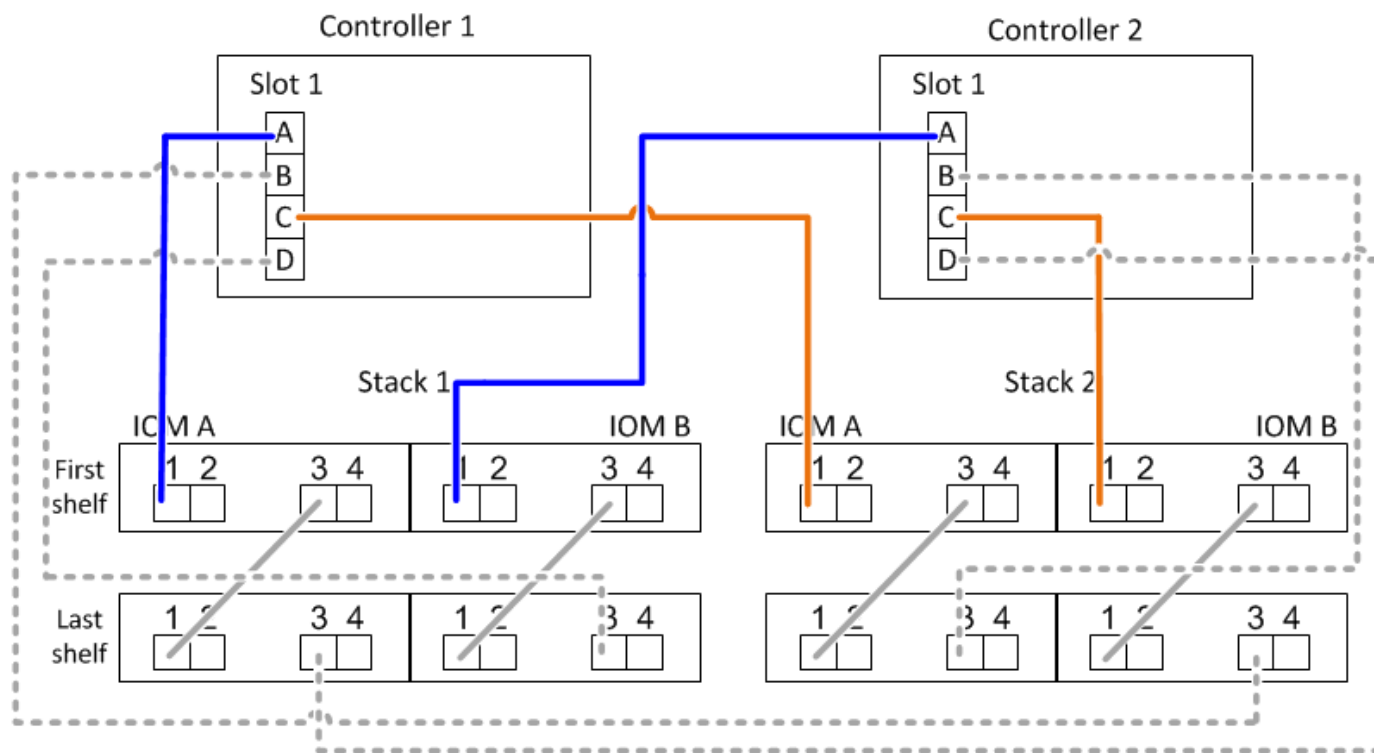 Controller 1
Controller 2
Slot 1
Slot 1
A
A
B
B
C
C
D
D
Stack 1
Stack 2
IOM A
IOM B
IOM A
IOM B
First shelf
1 2
3 4
1 2
3 4
1 2
3 4
1 2
3 4
Last shelf
1 2
3 4
1 2
3 4
1 2
3 4
1 2
3 4